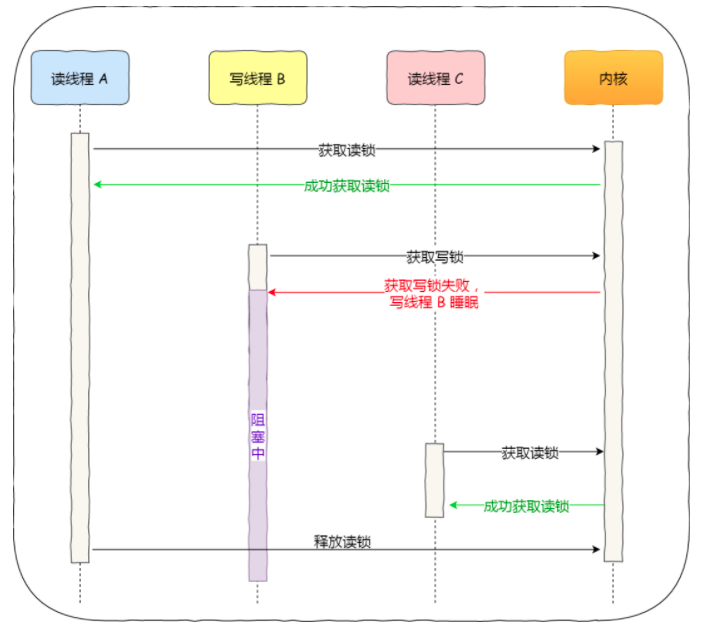 读线程 A
写线程 B
读线程 C
内核
获取读锁
成功获取读锁
获取写锁
获取写锁失败，
写线程 B 睡眠
阻
塞
中
获取读锁
成功获取读锁
释放读锁